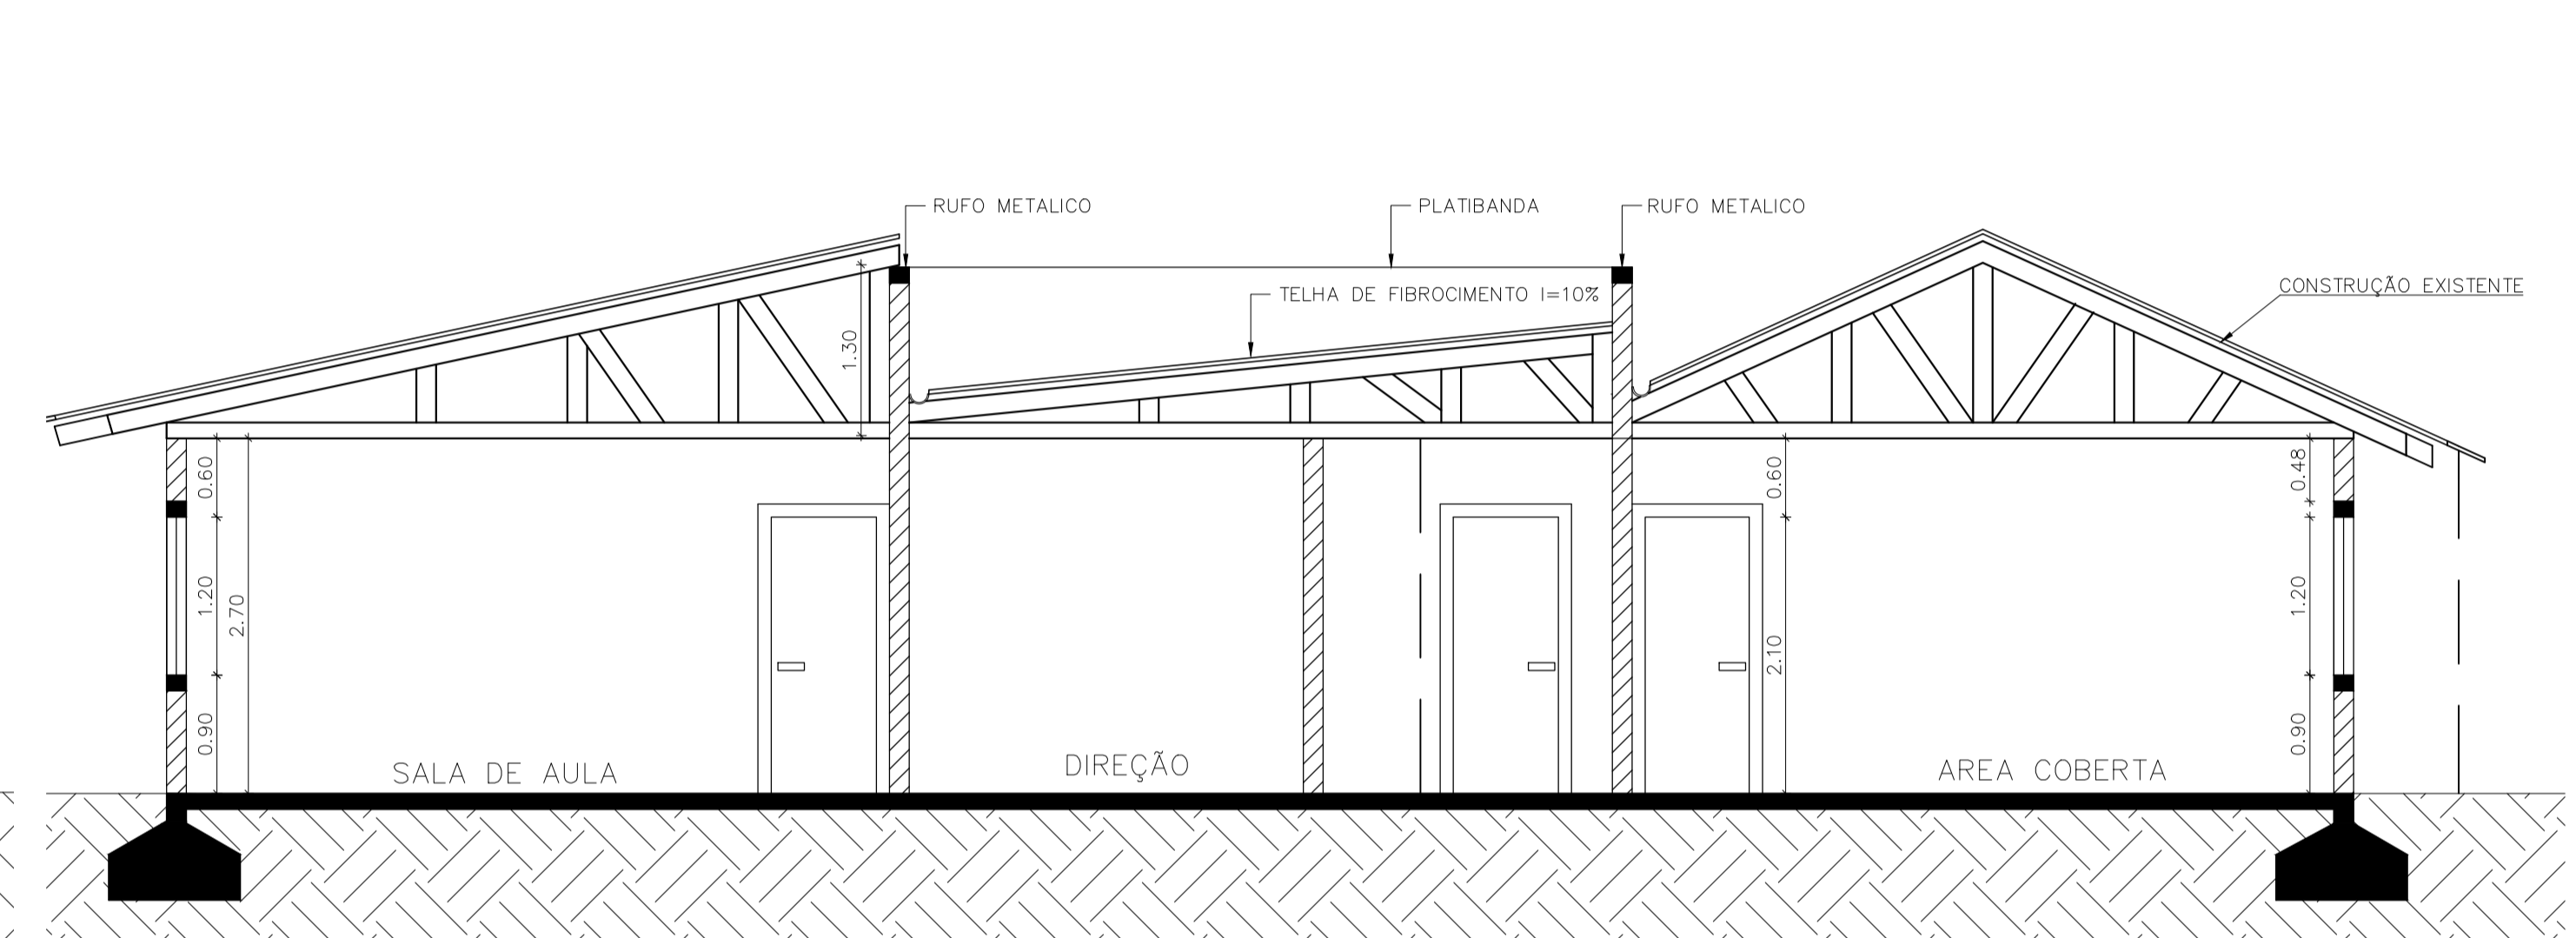 RUFO METALICO
PLATIBANDA
RUFO METALICO
CONSTRUÇÃO EXISTENTE
TELHA DE FIBROCIMENTO I=10%
1.30
0.60
1.20
2.70
0.90
0.60
2.10
0.48
1.20
0.90
SALA DE AULA
DIREÇÃO
AREA COBERTA